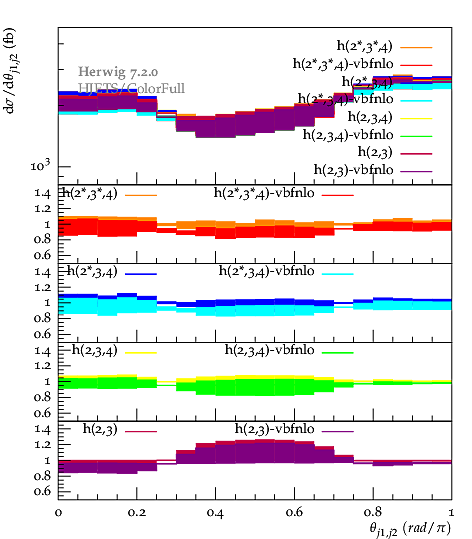 dσ/dθj1,j2 (fb)
Herwig 7.2.0
HJETS/ColorFull
h(2*,3*,4)
h(2*,3*,4)-vbfnlo
h(2*,3,4)
h(2*,3,4)-vbfnlo
h(2,3,4)
h(2,3,4)-vbfnlo
h(2,3)
h(2,3)-vbfnlo
10³
h(2*,3*,4) h(2*,3*,4)-vbfnlo
1.4
1.2
1
0.8
0.6
h(2*,3,4) h(2*,3,4)-vbfnlo
1.4
1.2
1
0.8
0.6
h(2,3,4) h(2,3,4)-vbfnlo
1.4
1.2
1
0.8
0.6
h(2,3) h(2,3)-vbfnlo
1.4
1.2
1
0.8
0.6
0 0.2 0.4 0.6 0.8 1
θj1,j2 (rad/π)